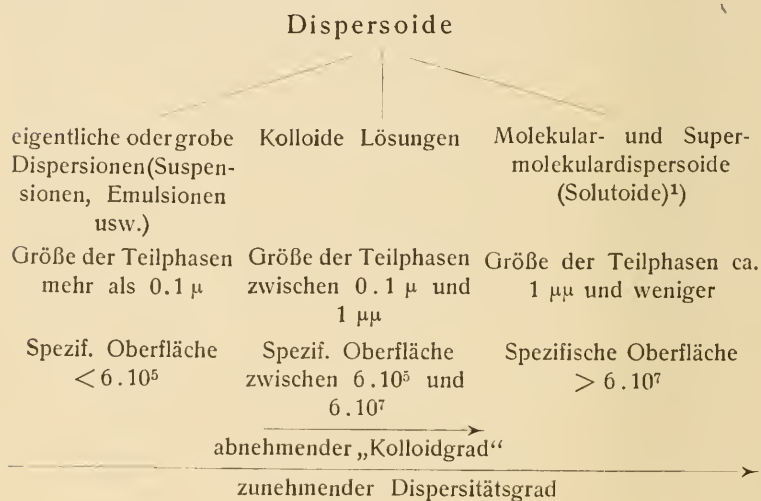 Dispersoide
eigentliche oder grobe
Dispersionen (Suspen-
sionen, Emulsionen
usw.)
Kolloide Lösungen
Molekular- und Super-
molekulardispersoide
(Solutoide)¹)
Größe der Teilphasen
mehr als 0.1 μ
Größe der Teilphasen
zwischen 0.1 μ und
1 μμ
Größe der Teilphasen ca.
1 μμ und weniger
Spezif. Oberfläche
<6.10⁵
Spezif. Oberfläche
zwischen 6.10⁵ und
6.10⁷
Spezifische Oberfläche
> 6.10⁷
abnehmender „Kolloidgrad“
zunehmender Dispersitätsgrad